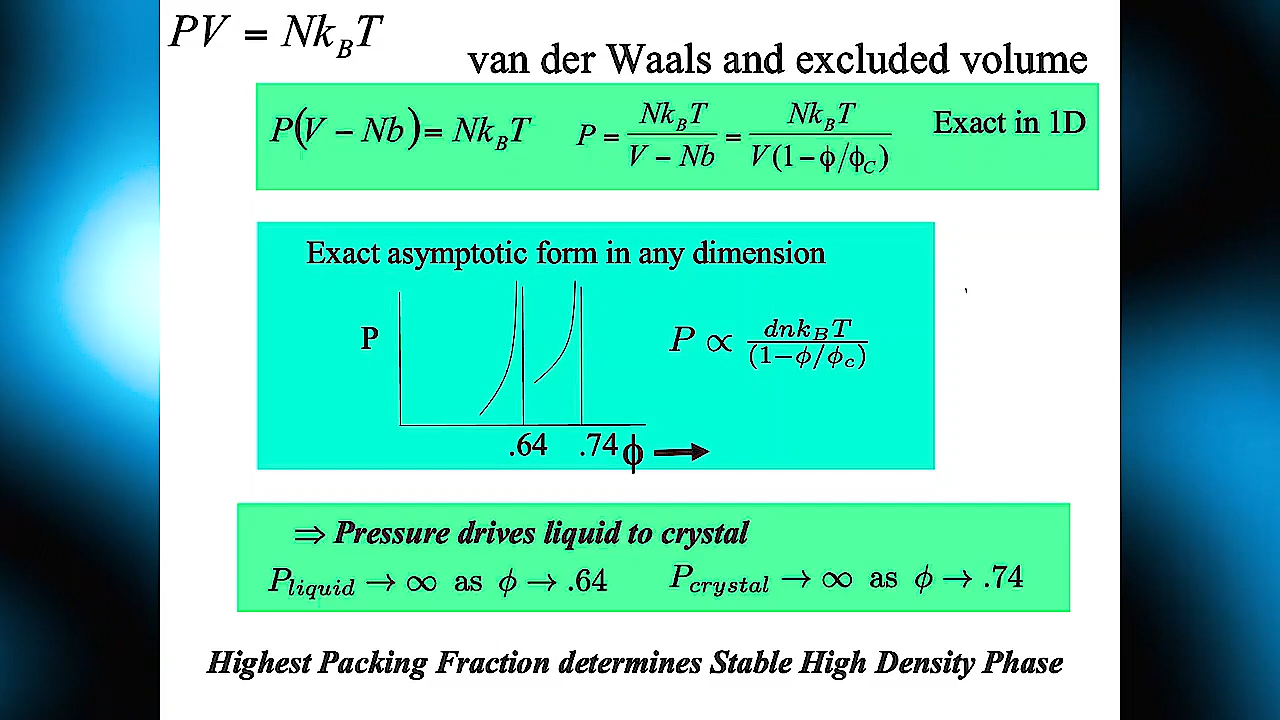 PV = Nk_BT
van der Waals and excluded volume
P(V − Nb) = Nk_BT    P = Nk_BT / (V − Nb) = Nk_BT / V(1 − ϕ/ϕ_C)    Exact in 1D
Exact asymptotic form in any dimension
P    P ∝ dnk_BT / (1−ϕ/ϕ_c)
.64    .74 ϕ →
⇒ Pressure drives liquid to crystal
P_liquid → ∞ as ϕ → .64    P_crystal → ∞ as ϕ → .74
Highest Packing Fraction determines Stable High Density Phase